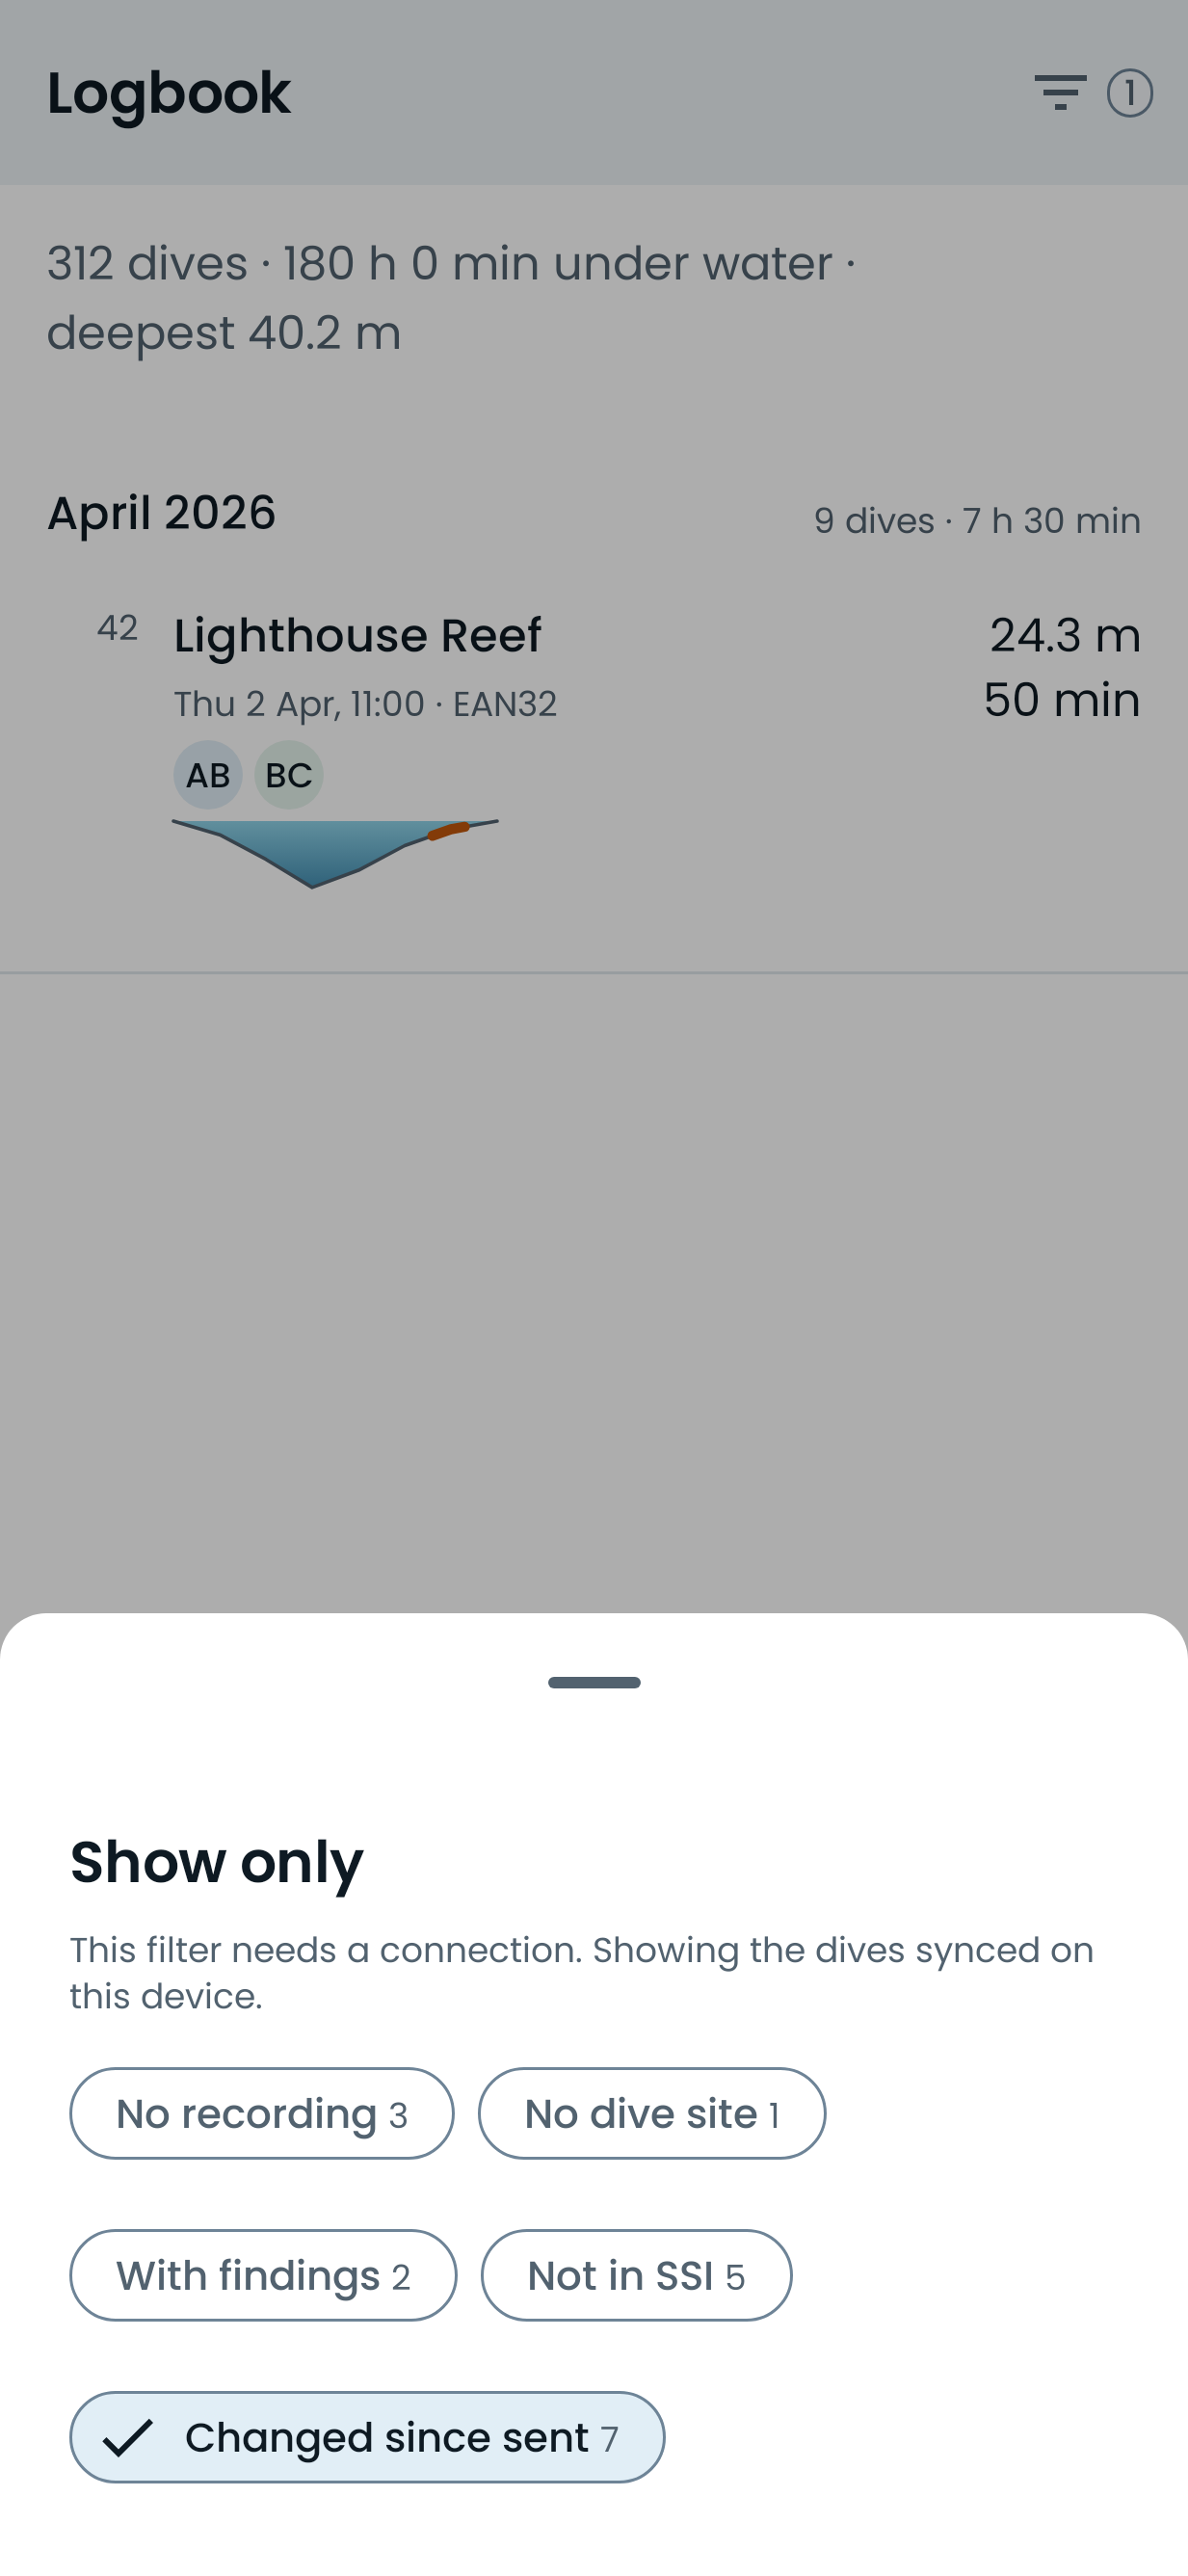 Logbook
1
312 dives · 180 h 0 min under water ·
deepest 40.2 m
April 2026
9 dives · 7 h 30 min
42 Lighthouse Reef 24.3 m
Thu 2 Apr, 11:00 · EAN32 50 min
AB BC
Show only
This filter needs a connection. Showing the dives synced on
this device.
No recording 3 No dive site 1
With findings 2 Not in SSI 5
Changed since sent 7